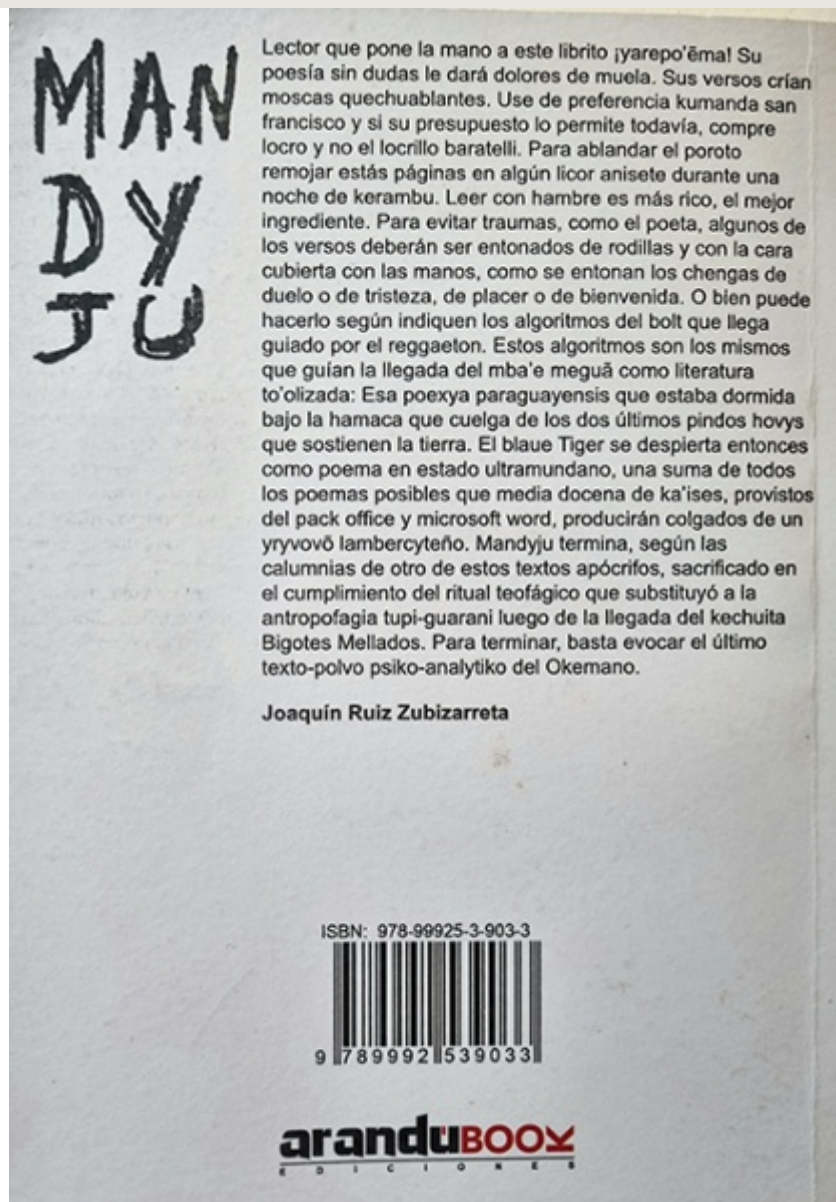 MAN
DY
JU
Lector que pone la mano a este librito ¡yarepo'ẽma! Su
poesía sin dudas le dará dolores de muela. Sus versos crían
moscas quechuablantes. Use de preferencia kumanda san
francisco y si su presupuesto lo permite todavía, compre
locro y no el locrillo baratelli. Para ablandar el poroto
remojar estás páginas en algún licor anisete durante una
noche de kerambu. Leer con hambre es más rico, el mejor
ingrediente. Para evitar traumas, como el poeta, algunos de
los versos deberán ser entonados de rodillas y con la cara
cubierta con las manos, como se entonan los chengas de
duelo o de tristeza, de placer o de bienvenida. O bien puede
hacerlo según indiquen los algoritmos del bolt que llega
guiado por el reggaeton. Estos algoritmos son los mismos
que guían la llegada del mba'e meguã como literatura
to'olizada: Esa poexya paraguayensis que estaba dormida
bajo la hamaca que cuelga de los dos últimos pindos hovys
que sostienen la tierra. El blaue Tiger se despierta entonces
como poema en estado ultramundano, una suma de todos
los poemas posibles que media docena de ka'ises, provistos
del pack office y microsoft word, producirán colgados de un
yryvovõ lambercyteño. Mandyju termina, según las
calumnias de otro de estos textos apócrifos, sacrificado en
el cumplimiento del ritual teofágico que substituyó a la
antropofagia tupi-guarani luego de la llegada del kechuita
Bigotes Mellados. Para terminar, basta evocar el último
texto-polvo psiko-analytiko del Okemano.
Joaquín Ruiz Zubizarreta
ISBN: 978-99925-3-903-3
9 789992 539033
aranduBOOK
EDICIONES